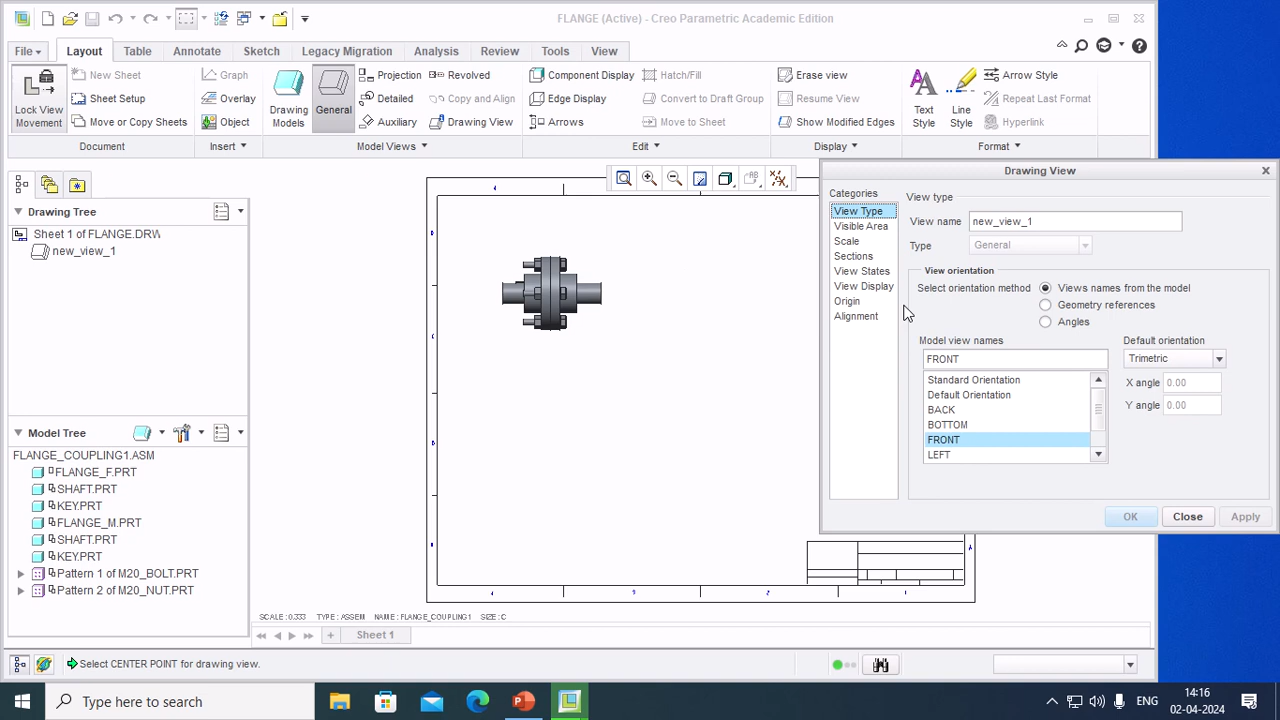 FLANGE (Active) - Creo Parametric Academic Edition
File Layout Table Annotate Sketch Legacy Migration Analysis Review Tools View
Lock View Movement
New Sheet
Sheet Setup
Move or Copy Sheets
Document
Graph
Overlay
Object
Insert
Drawing Models
General
Projection
Detailed
Auxiliary
Revolved
Copy and Align
Drawing View
Model Views
Component Display
Edge Display
Arrows
Hatch/Fill
Convert to Draft Group
Move to Sheet
Edit
Erase view
Resume View
Show Modified Edges
Display
Text Style
Line Style
Arrow Style
Repeat Last Format
Hyperlink
Format
Drawing Tree
Sheet 1 of FLANGE.DRW
new_view_1
Model Tree
FLANGE_COUPLING1.ASM
FLANGE_F.PRT
SHAFT.PRT
KEY.PRT
FLANGE_M.PRT
SHAFT.PRT
KEY.PRT
Pattern 1 of M20_BOLT.PRT
Pattern 2 of M20_NUT.PRT
SCALE:0.333 TYPE:ASSEM NAME:FLANGE_COUPLING1 SIZE:C
Sheet 1
Select CENTER POINT for drawing view.
Drawing View
Categories
View Type
Visible Area
Scale
Sections
View States
View Display
Origin
Alignment
View type
View name new_view_1
Type General
View orientation
Select orientation method
Views names from the model
Geometry references
Angles
Model view names
FRONT
Standard Orientation
Default Orientation
BACK
BOTTOM
FRONT
LEFT
Default orientation
Trimetric
X angle 0.00
Y angle 0.00
OK Close Apply
Type here to search
ENG
14:16
02-04-2024